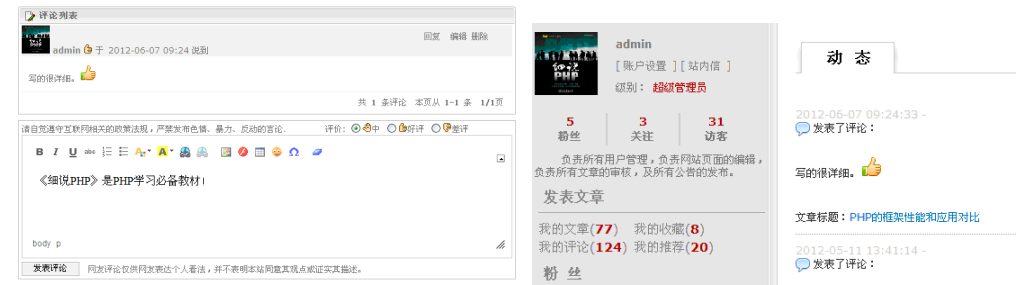 评论列表
admin 于 2012-06-07 09:24 说到
回复 编辑 删除
写的很详细。
共 1 条评论 本页从 1-1 条 1/1页
请自觉遵守互联网相关的政策法规，严禁发布色情、暴力、反动的言论.
评价: 中 好评 差评
B I U abc
《细说PHP》是PHP学习必备教材!
body p
发表评论
网友评论仅供网友发表达个人看法，并不表明本站同意其观点或证实其描述。
细说
PHP
admin
[ 账户设置 ] [ 站内信 ]
级别： 超级管理员
5 3 31
粉丝 关注 访客
负责所有用户管理，负责网站页面的编辑，
负责所有文章的审核，及所有公告的发布。
发表文章
我的文章(77) 我的收藏(8)
我的评论(124) 我的推荐(20)
粉 丝
动 态
2012-06-07 09:24:33 -
发表了评论：
写的很详细。
文章标题：PHP的框架性能和应用对比
2012-05-11 13:41:14 -
发表了评论：